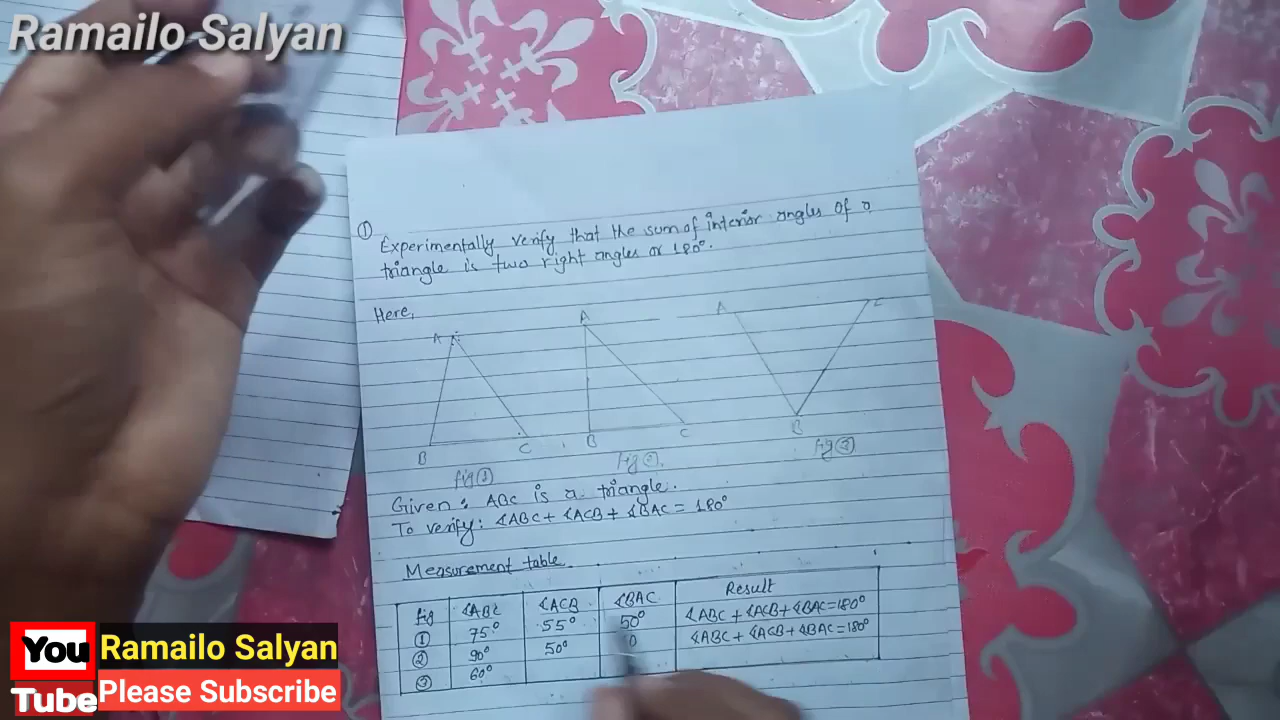 Ramailo Salyan
① Experimentally verify that the sum of interior angles of a
triangle is two right angles or 180°.
Here,
A
B
C
fig ①
A
B
C
fig ②
A
C
B
fig ③
Given: ABC is a triangle.
To verify: ∡ABC + ∡ACB + ∡BAC = 180°
Measurement table
fig ∡ABC ∡ACB ∡BAC Result
① 75° 55° 50° ∡ABC + ∡ACB + ∡BAC = 180°
② 90° 50° ∡ABC + ∡ACB + ∡BAC = 180°
③ 60°
You Tube
Ramailo Salyan
Please Subscribe